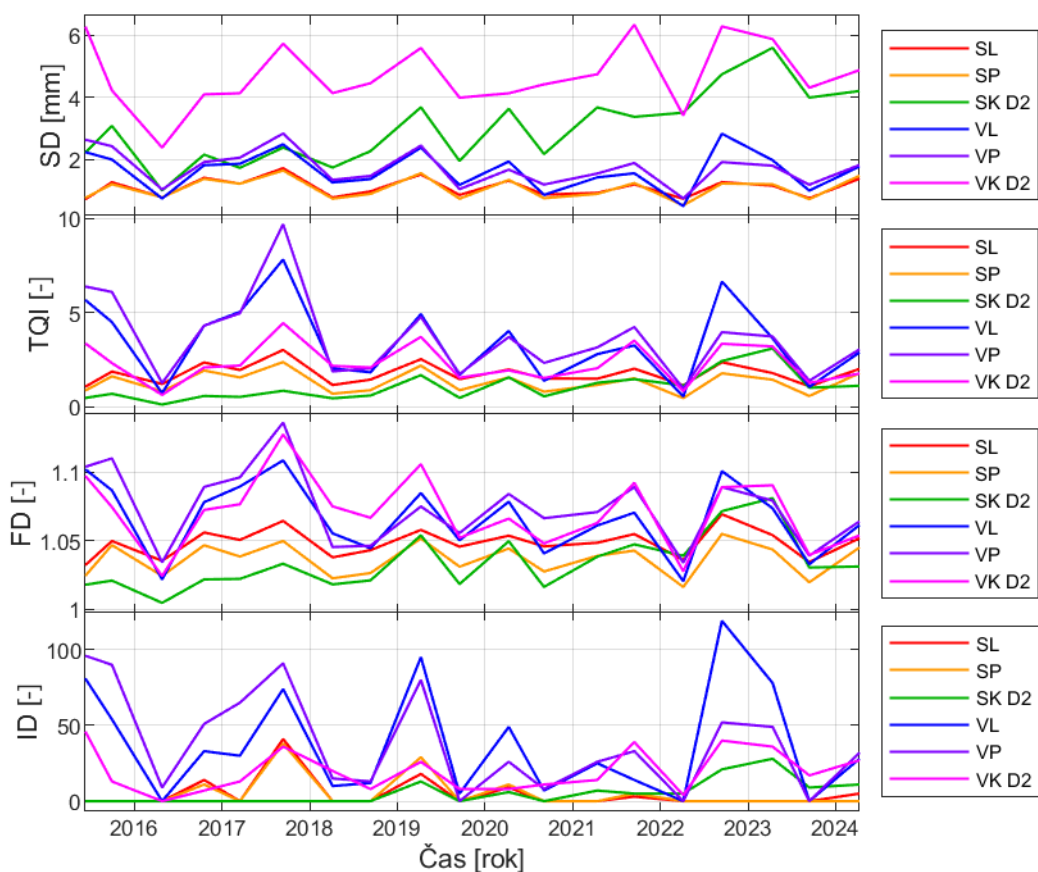 SD [mm]
6
4
2
SL
SP
SK D2
VL
VP
VK D2
TQI [-]
10
5
0
SL
SP
SK D2
VL
VP
VK D2
FD [-]
1.1
1.05
1
SL
SP
SK D2
VL
VP
VK D2
ID [-]
100
50
0
SL
SP
SK D2
VL
VP
VK D2
2016 2017 2018 2019 2020 2021 2022 2023 2024
Čas [rok]